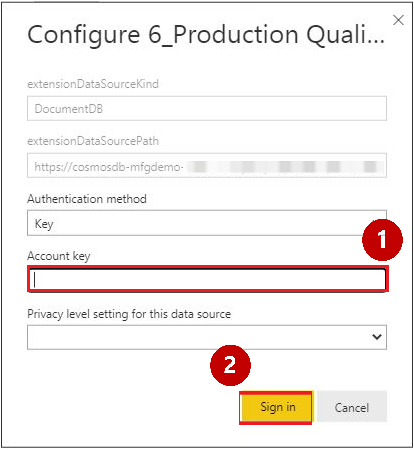 Configure 6_Production Quali...
extensionDataSourceKind
DocumentDB
extensionDataSourcePath
https://cosmosdb-mfgdemo-
Authentication method
Key
1
Account key
Privacy level setting for this data source
2
Sign in
Cancel